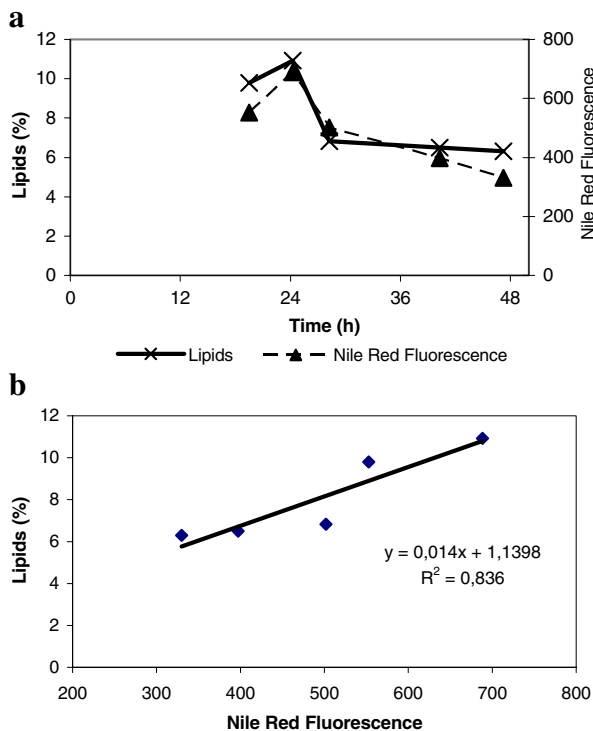 a
12
10
8
6
4
2
0
Lipids (%)
800
600
400
200
0
Nile Red Fluorescence
0 12 24 36 48
Time (h)
Lipids Nile Red Fluorescence
b
12
10
8
6
4
2
0
Lipids (%)
y = 0,014x + 1,1398
R² = 0,836
200 300 400 500 600 700 800
Nile Red Fluorescence